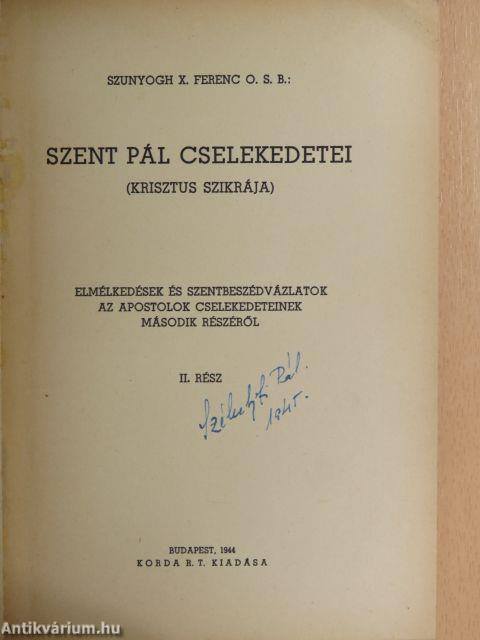 SZUNYOGH X. FERENC O. S. B.:
SZENT PÁL CSELEKEDETEI
(KRISZTUS SZIKRÁJA)
ELMÉLKEDÉSEK ÉS SZENTBESZÉDVÁZLATOK
AZ APOSTOLOK CSELEKEDETEINEK
MÁSODIK RÉSZÉRŐL
II. RÉSZ
Pál.
1945.
BUDAPEST, 1944
KORDA R. T. KIADÁSA
Antikvárium.hu